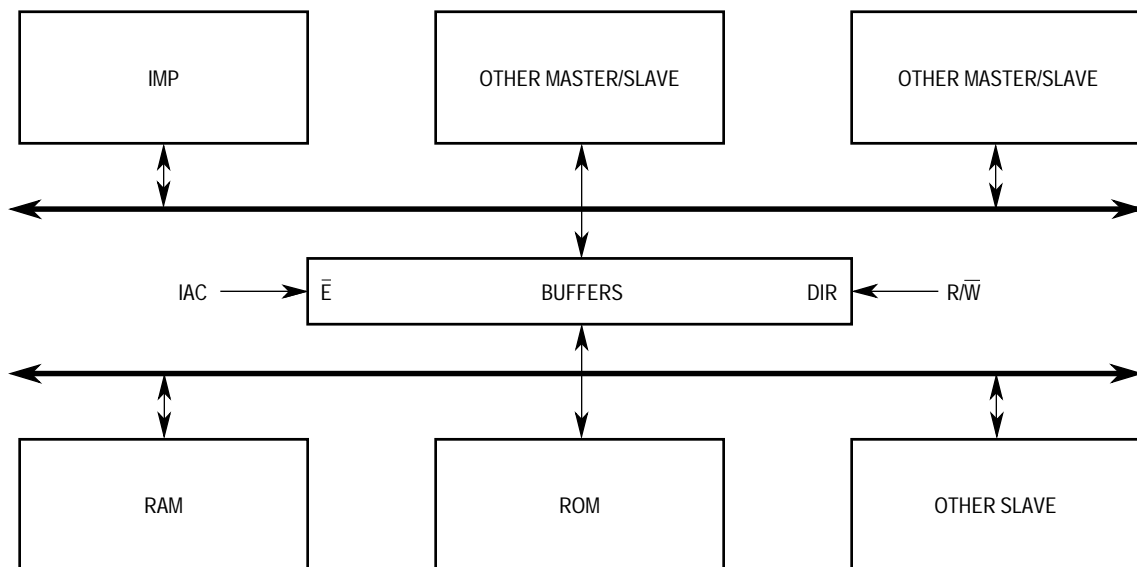 IMP
OTHER MASTER/SLAVE
OTHER MASTER/SLAVE
IAC
E̅
BUFFERS
DIR
R/W̅
RAM
ROM
OTHER SLAVE